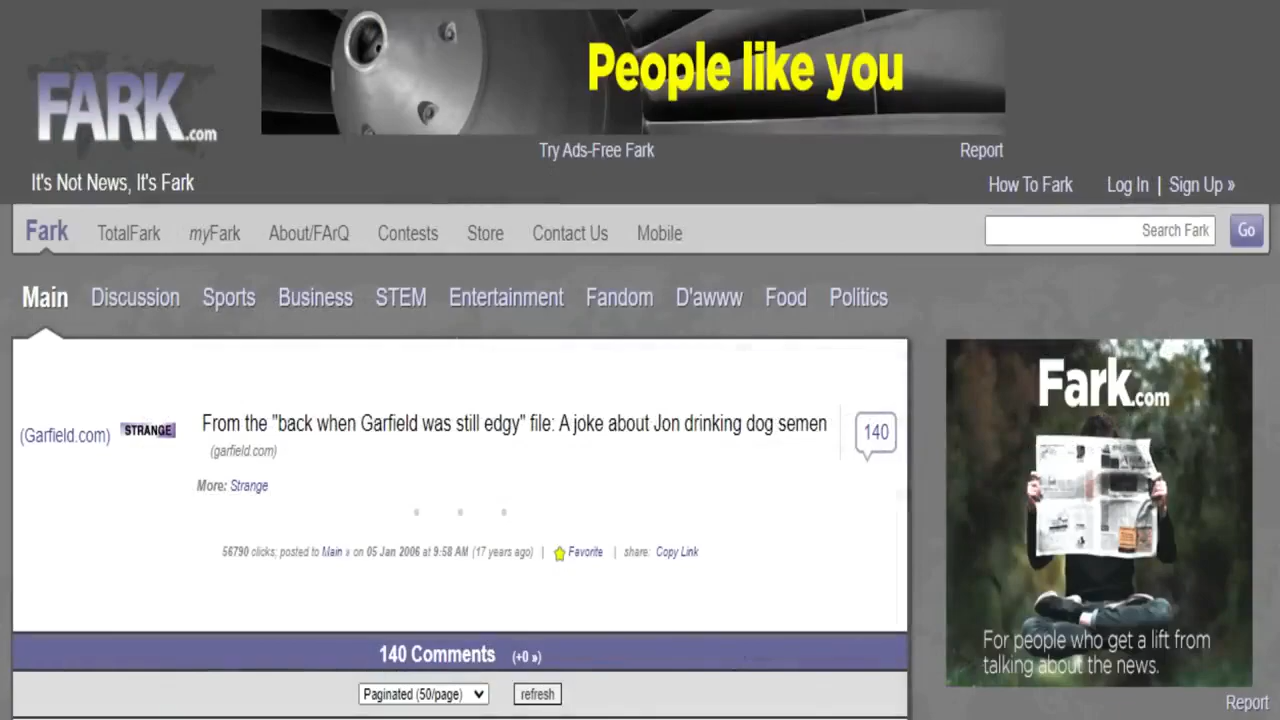 People like you
FARK.com
Try Ads-Free Fark
Report
It's Not News, It's Fark
How To Fark
Log In | Sign Up »
Fark
TotalFark
myFark
About/FArQ
Contests
Store
Contact Us
Mobile
Search Fark
Go
Main
Discussion
Sports
Business
STEM
Entertainment
Fandom
D'awww
Food
Politics
(Garfield.com)
STRANGE
From the "back when Garfield was still edgy" file: A joke about Jon drinking dog semen
(garfield.com)
140
More: Strange
56790 clicks; posted to Main » on 05 Jan 2006 at 9:58 AM (17 years ago) | Favorite | share: Copy Link
140 Comments (+0 »)
Paginated (50/page)
refresh
Fark.com
For people who get a lift from
talking about the news.
Report